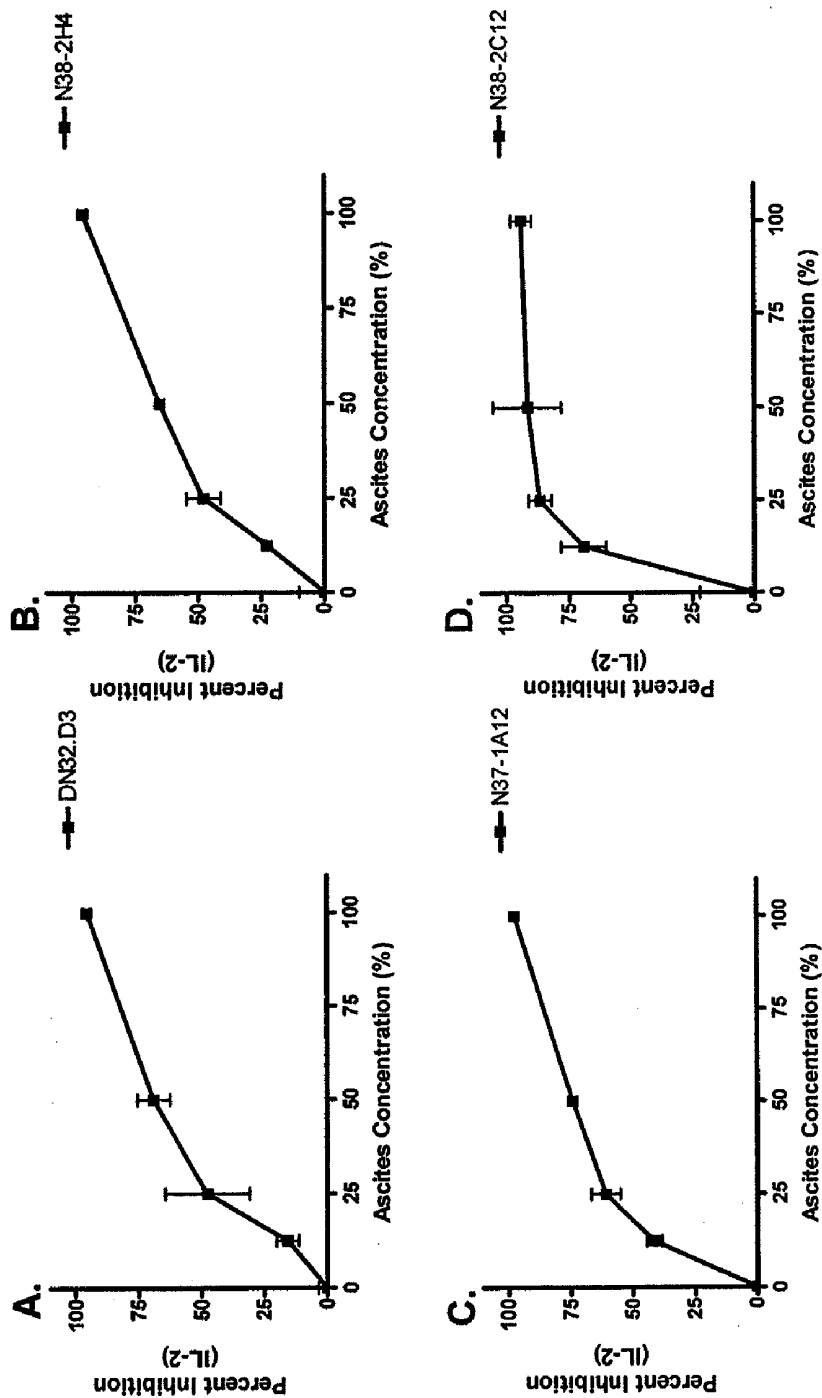 A.
DN32.D3
Percent Inhibition
(IL-2)
100
75
50
25
0
0 25 50 75 100
Ascites Concentration (%)
B.
N38-2H4
Percent Inhibition
(IL-2)
100
75
50
25
0
0 25 50 75 100
Ascites Concentration (%)
C.
N37-1A12
Percent Inhibition
(IL-2)
100
75
50
25
0
0 25 50 75 100
Ascites Concentration (%)
D.
N38-2C12
Percent Inhibition
(IL-2)
100
75
50
25
0
0 25 50 75 100
Ascites Concentration (%)